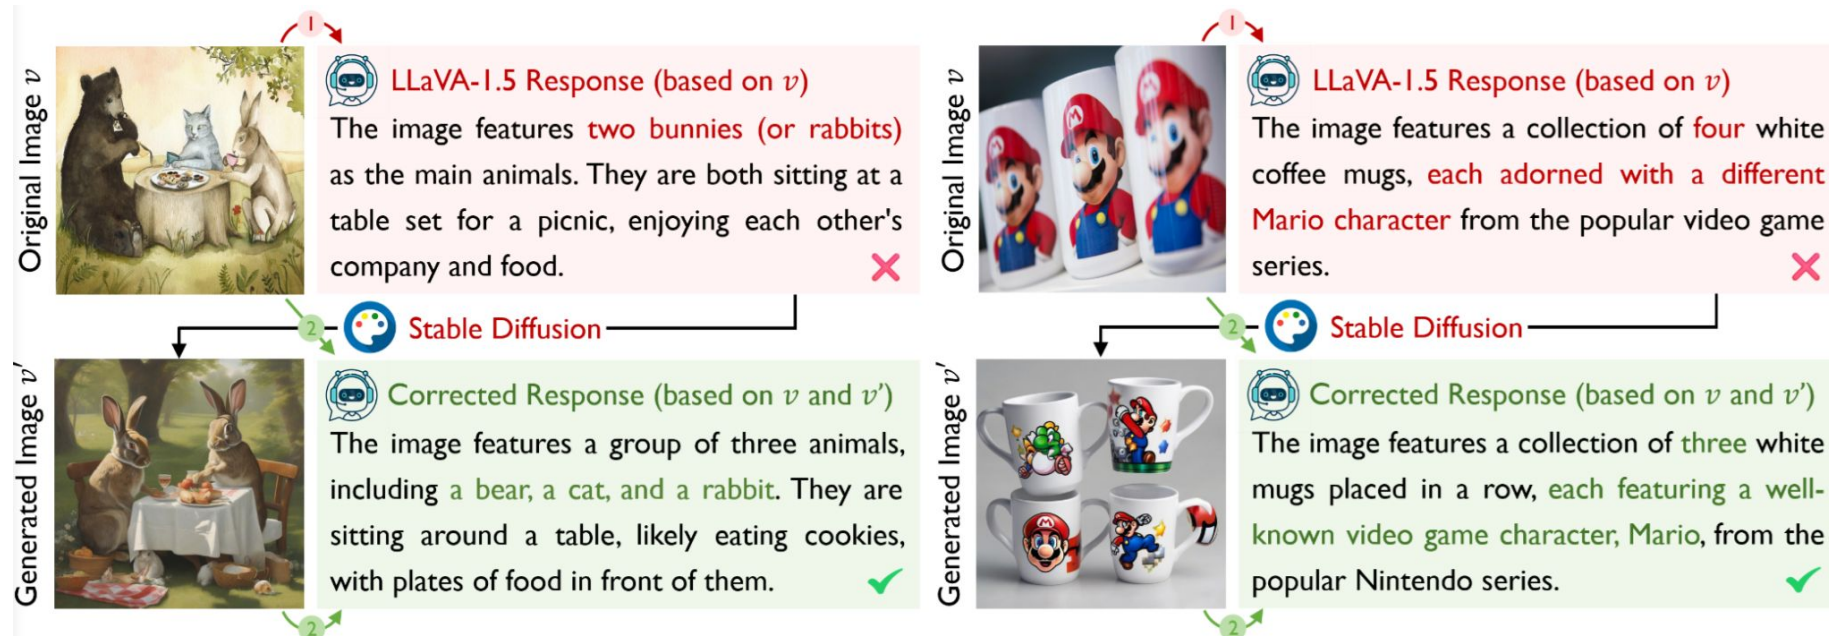 Original Image v
1
LLaVA-1.5 Response (based on v)
The image features two bunnies (or rabbits)
as the main animals. They are both sitting at a
table set for a picnic, enjoying each other's
company and food.
2
Stable Diffusion
Generated Image v'
Corrected Response (based on v and v')
The image features a group of three animals,
including a bear, a cat, and a rabbit. They are
sitting around a table, likely eating cookies,
with plates of food in front of them.
2
Original Image v
1
LLaVA-1.5 Response (based on v)
The image features a collection of four white
coffee mugs, each adorned with a different
Mario character from the popular video game
series.
2
Stable Diffusion
Generated Image v'
Corrected Response (based on v and v')
The image features a collection of three white
mugs placed in a row, each featuring a well-
known video game character, Mario, from the
popular Nintendo series.
2
M
M
M
M